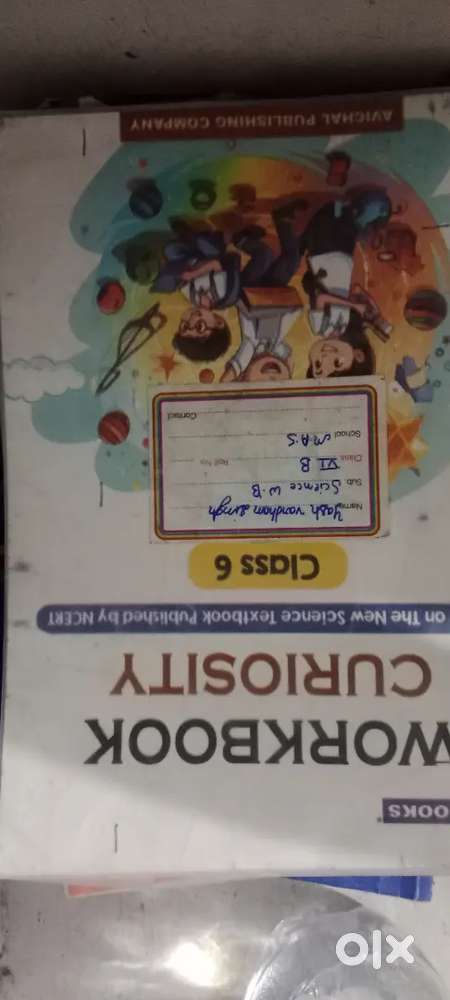 OOKS
WORKBOOK
CURIOSITY
on The New Science Textbook Published by NCERT
Class 6
Name Yash vardham Singh
Sub Science W.B
Class VI B Roll No.
School M.A.S
Contact
AVICHAL PUBLISHING COMPANY
olx